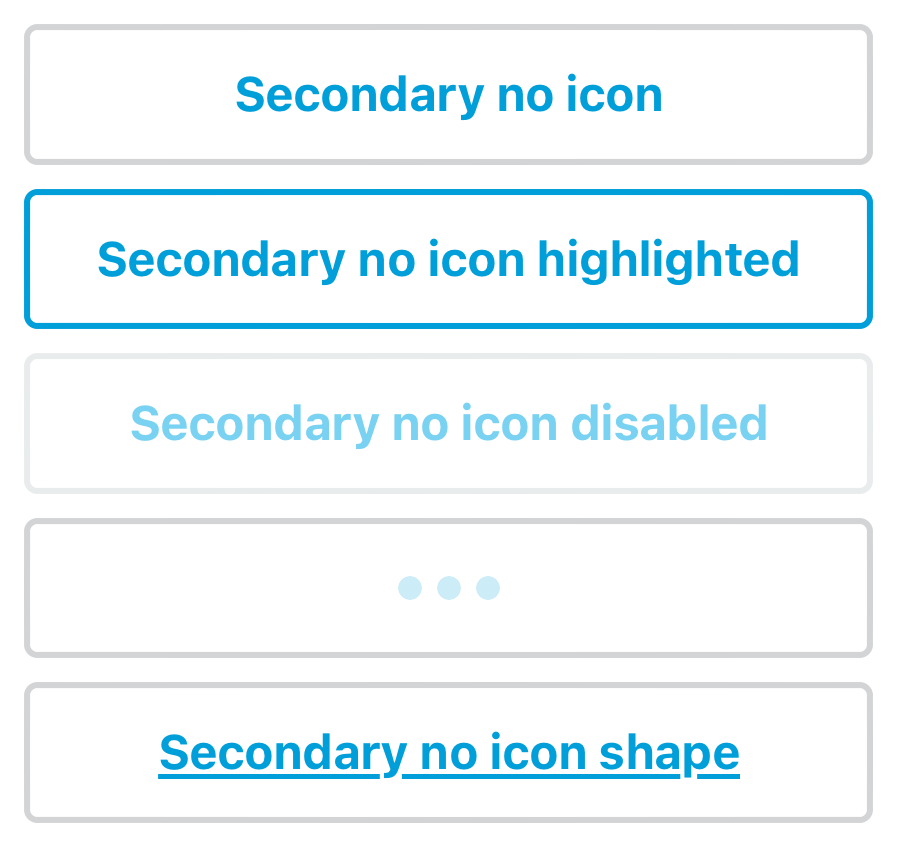 Secondary no icon
Secondary no icon highlighted
Secondary no icon disabled
Secondary no icon shape